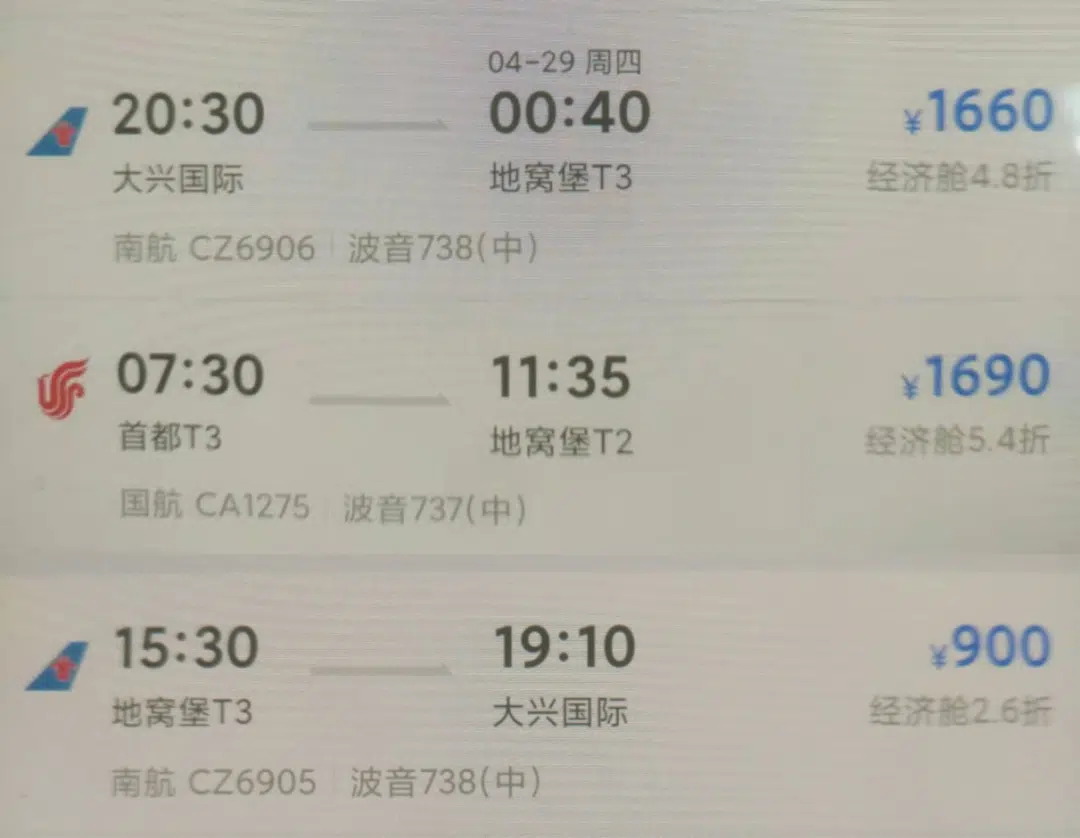 04-29 周四
20:30 00:40 ¥1660
大兴国际 地窝堡T3 经济舱4.8折
南航 CZ6906 波音738(中)
07:30 11:35 ¥1690
首都T3 地窝堡T2 经济舱5.4折
国航 CA1275 波音737(中)
15:30 19:10 ¥900
地窝堡T3 大兴国际 经济舱2.6折
南航 CZ6905 波音738(中)